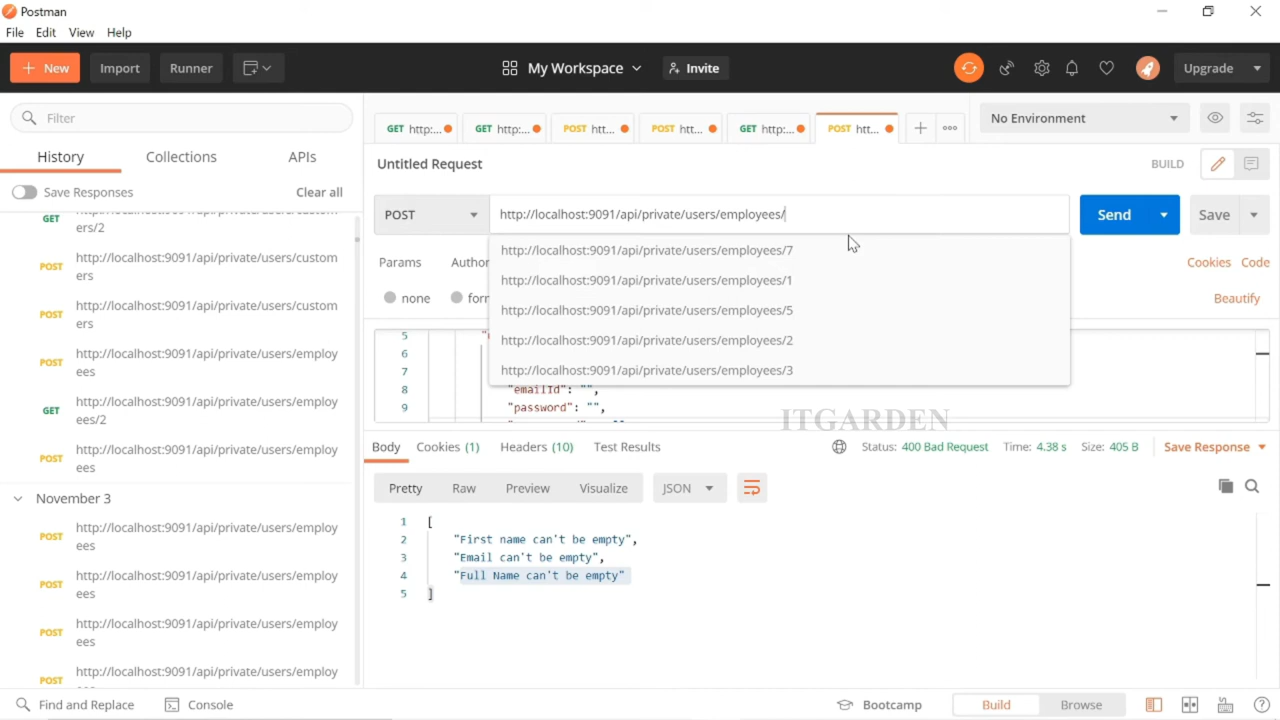 Postman
File Edit View Help
New Import Runner My Workspace Invite Upgrade
Filter
GET http:... GET http:... POST htt... POST htt... GET http:... POST htt... No Environment
History Collections APIs
Untitled Request BUILD
Save Responses Clear all
POST http://localhost:9091/api/private/users/employees/ Send Save
GET
ers/2
http://localhost:9091/api/private/users/employees/7
POST http://localhost:9091/api/private/users/custom
ers
Params Author Cookies Code
http://localhost:9091/api/private/users/employees/1
none form Beautify
POST http://localhost:9091/api/private/users/custom
ers
http://localhost:9091/api/private/users/employees/5
5
http://localhost:9091/api/private/users/employees/2
6
POST http://localhost:9091/api/private/users/employ
ees
7
http://localhost:9091/api/private/users/employees/3
8 "emailId": "",
GET http://localhost:9091/api/private/users/employ
ees/2
9 "password": "",
ITGARDEN
POST http://localhost:9091/api/private/users/employ
ees
Body Cookies (1) Headers (10) Test Results Status: 400 Bad Request Time: 4.38 s Size: 405 B Save Response
Pretty Raw Preview Visualize JSON
November 3
1 [
2 "First name can't be empty",
3 "Email can't be empty",
4 "Full Name can't be empty"
5 ]
POST http://localhost:9091/api/private/users/employ
ees
POST http://localhost:9091/api/private/users/employ
ees
POST http://localhost:9091/api/private/users/employ
ees
POST http://localhost:9091/api/private/users/employ
Find and Replace Console Bootcamp Build Browse